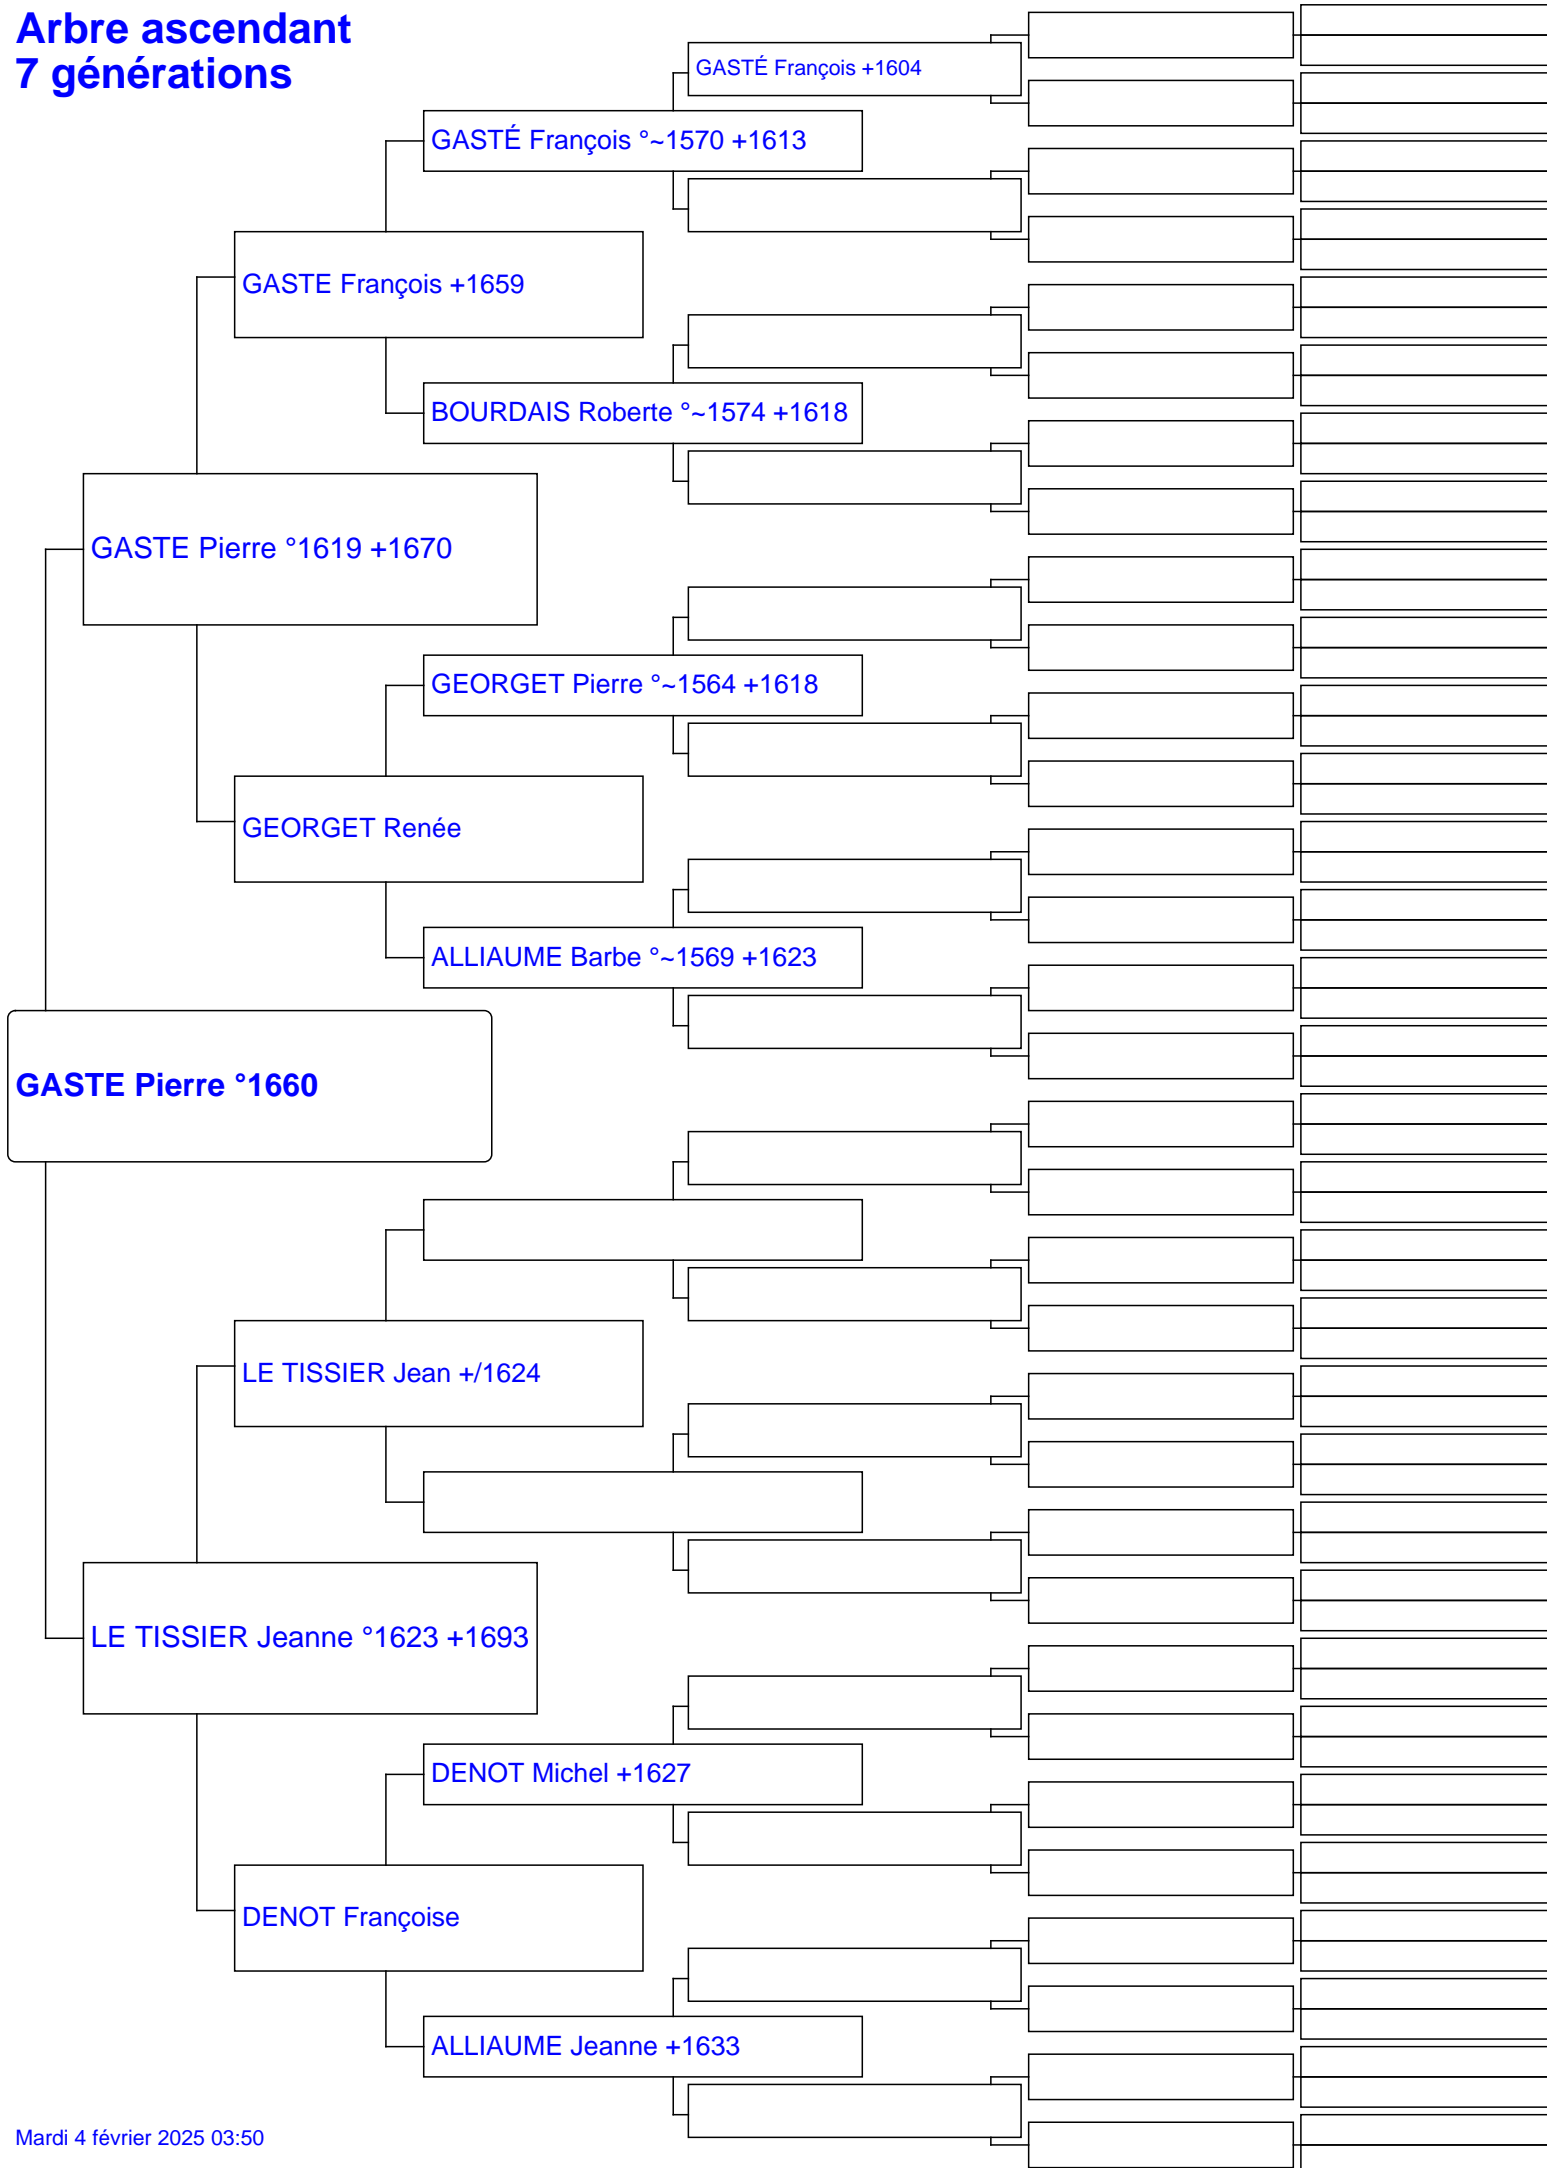 Arbre ascendant
7 générations
GASTÉ François +1604
GASTÉ François °~1570 +1613
GASTE François +1659
BOURDAIS Roberte °~1574 +1618
GASTE Pierre °1619 +1670
GEORGET Pierre °~1564 +1618
GEORGET Renée
ALLIAUME Barbe °~1569 +1623
GASTE Pierre °1660
LE TISSIER Jean +/1624
LE TISSIER Jeanne °1623 +1693
DENOT Michel +1627
DENOT Françoise
ALLIAUME Jeanne +1633
Mardi 4 février 2025 03:50